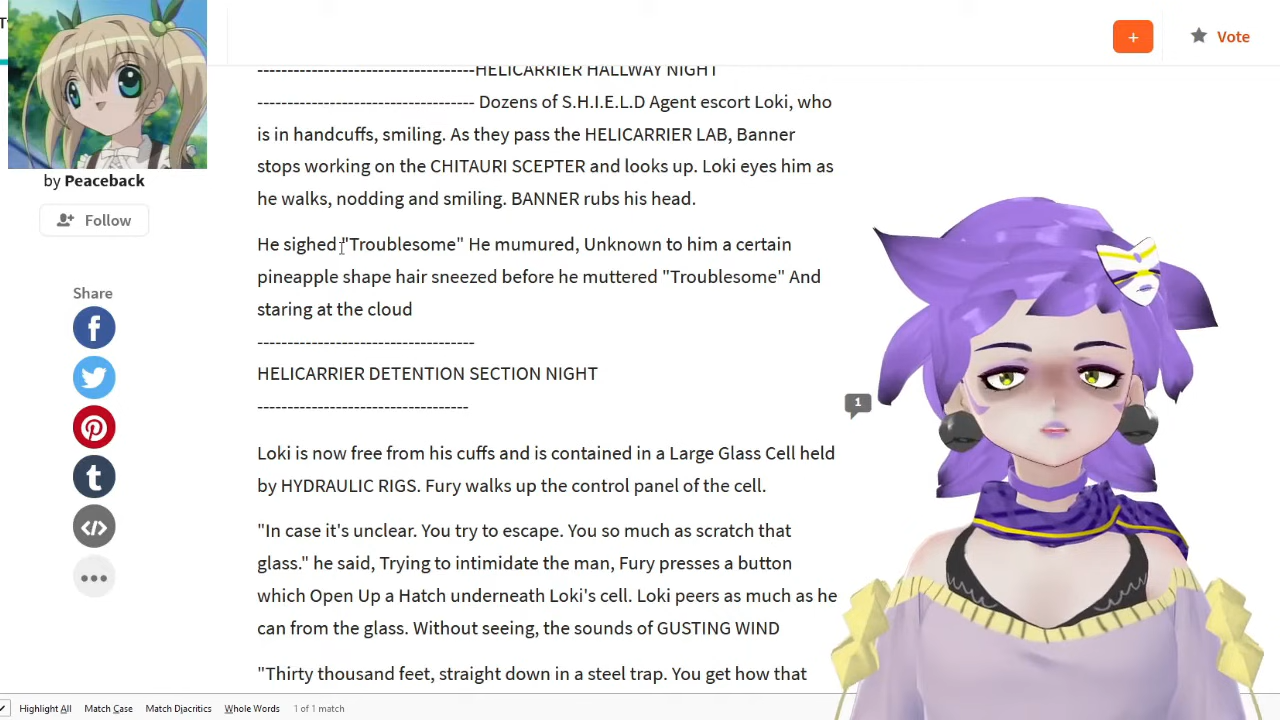 T
+
Vote
by Peaceback
Follow
Share
-----------------------------------HELICARRIER HALLWAY NIGHT
----------------------------------- Dozens of S.H.I.E.L.D Agent escort Loki, who
is in handcuffs, smiling. As they pass the HELICARRIER LAB, Banner
stops working on the CHITAURI SCEPTER and looks up. Loki eyes him as
he walks, nodding and smiling. BANNER rubs his head.
He sighed "Troublesome" He mumured, Unknown to him a certain
pineapple shape hair sneezed before he muttered "Troublesome" And
staring at the cloud
-----------------------------------
HELICARRIER DETENTION SECTION NIGHT
----------------------------------
1
Loki is now free from his cuffs and is contained in a Large Glass Cell held
by HYDRAULIC RIGS. Fury walks up the control panel of the cell.
"In case it's unclear. You try to escape. You so much as scratch that
glass." he said, Trying to intimidate the man, Fury presses a button
which Open Up a Hatch underneath Loki's cell. Loki peers as much as he
can from the glass. Without seeing, the sounds of GUSTING WIND
"Thirty thousand feet, straight down in a steel trap. You get how that
Highlight All Match Case Match Diacritics Whole Words 1 of 1 match